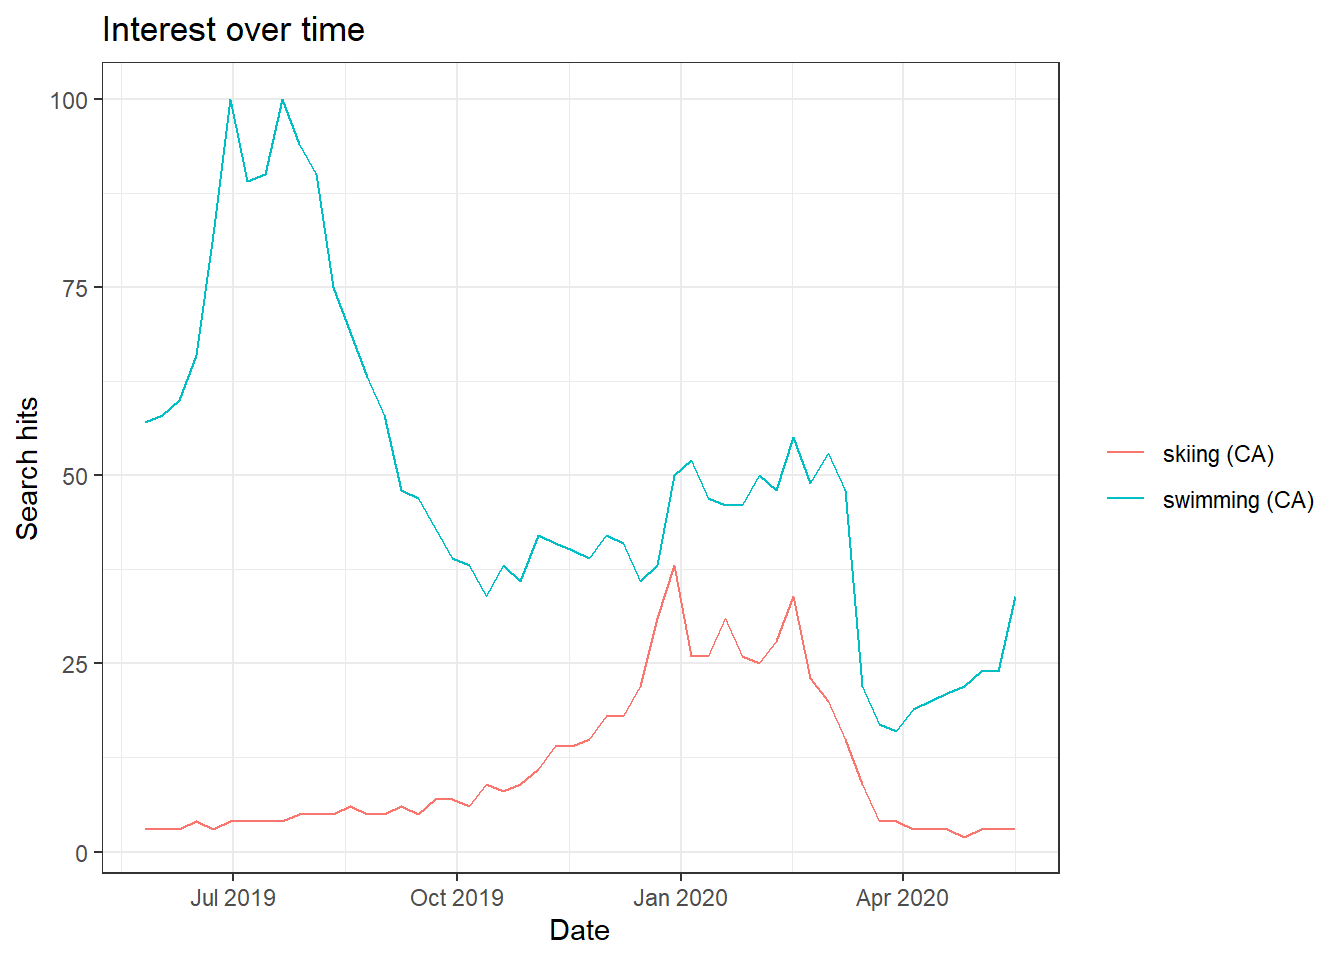 Interest over time
100
75
50
25
0
Search hits
Jul 2019
Oct 2019
Jan 2020
Apr 2020
Date
skiing (CA)
swimming (CA)